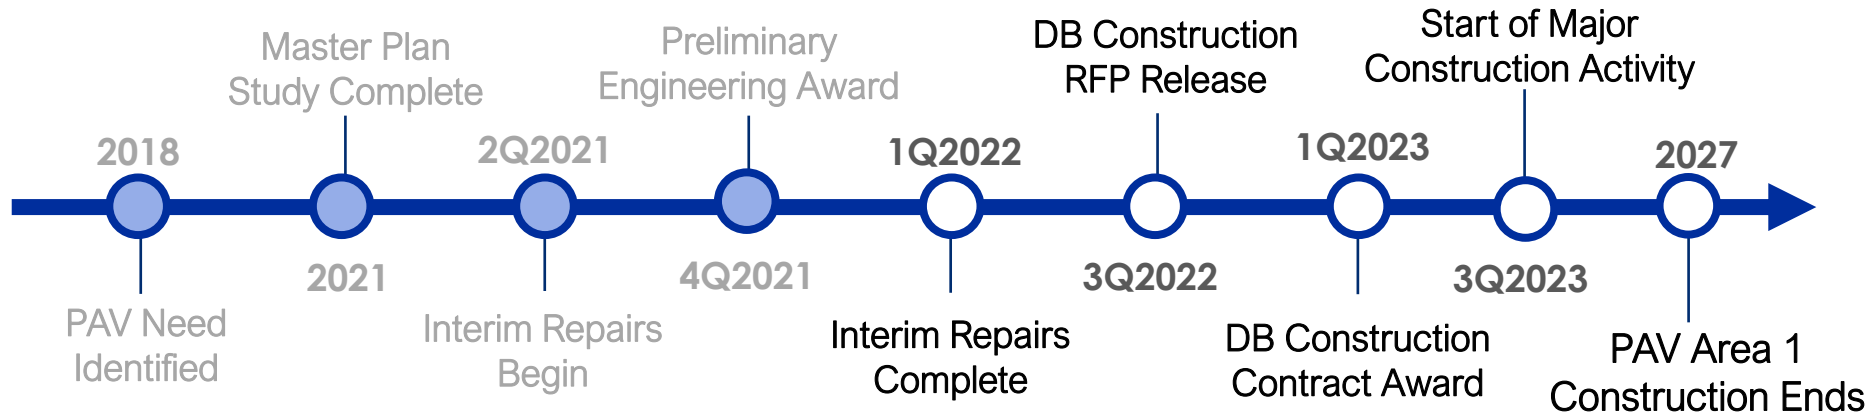 2018
PAV Need
Identified
Master Plan
Study Complete
2021
2Q2021
Interim Repairs
Begin
Preliminary
Engineering Award
4Q2021
1Q2022
Interim Repairs
Complete
DB Construction
RFP Release
3Q2022
1Q2023
DB Construction
Contract Award
Start of Major
Construction Activity
3Q2023
2027
PAV Area 1
Construction Ends